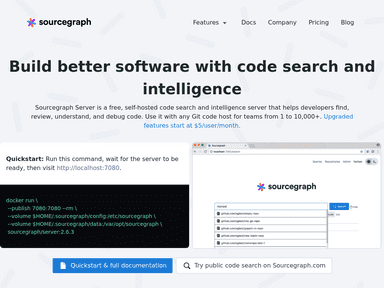 sourcegraph
Features Docs Company Pricing Blog
Build better software with code search and
intelligence
Sourcegraph Server is a free, self-hosted code search and intelligence server that helps developers find,
review, understand, and debug code. Use it with any Git code host for teams from 1 to 10,000+. Upgraded
features start at $5/user/month.
Quickstart: Run this command, wait for the server to be
ready, then visit http://localhost:7080.
docker run \
--publish 7080:7080 --rm \
--volume $HOME/.sourcegraph/config:/etc/sourcegraph \
--volume $HOME/.sourcegraph/data:/var/opt/sourcegraph \
sourcegraph/server:2.6.3
sourcegraph
Quickstart & full documentation
Try public code search on Sourcegraph.com